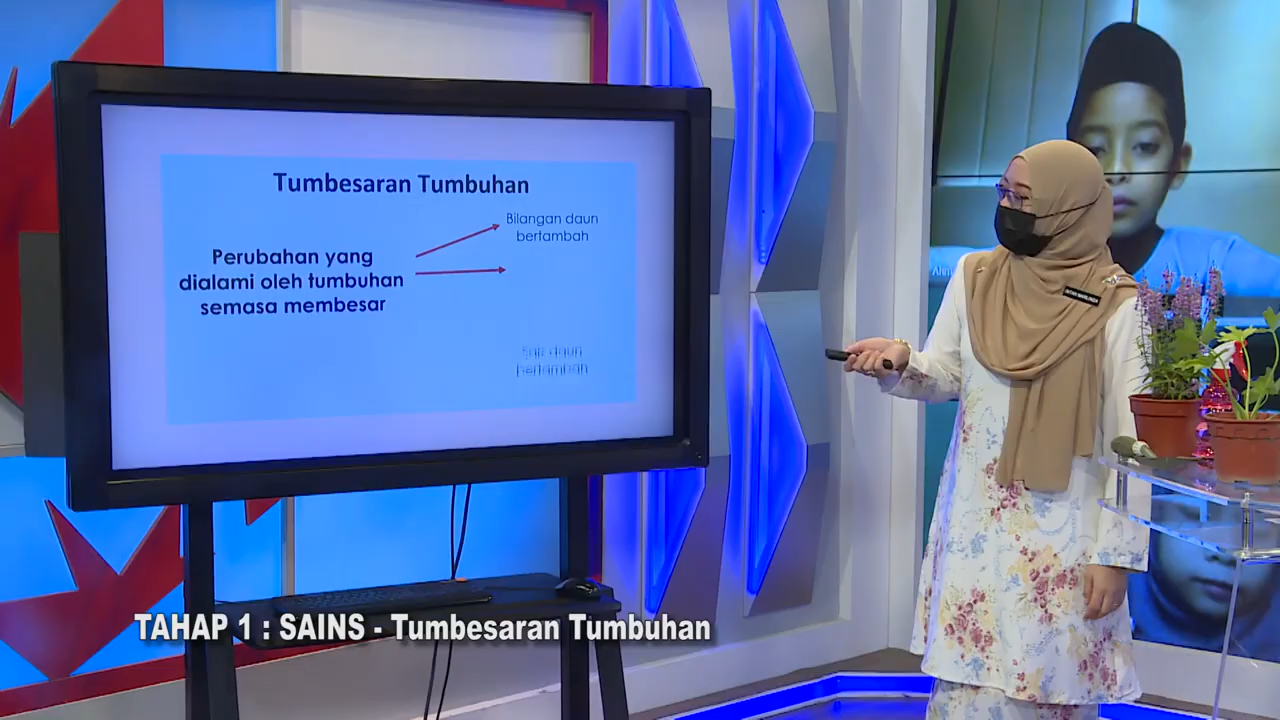 Tumbesaran Tumbuhan
Perubahan yang
dialami oleh tumbuhan
semasa membesar
Bilangan daun
bertambah
Saiz daun
bertambah
TAHAP 1 : SAINS - Tumbesaran Tumbuhan